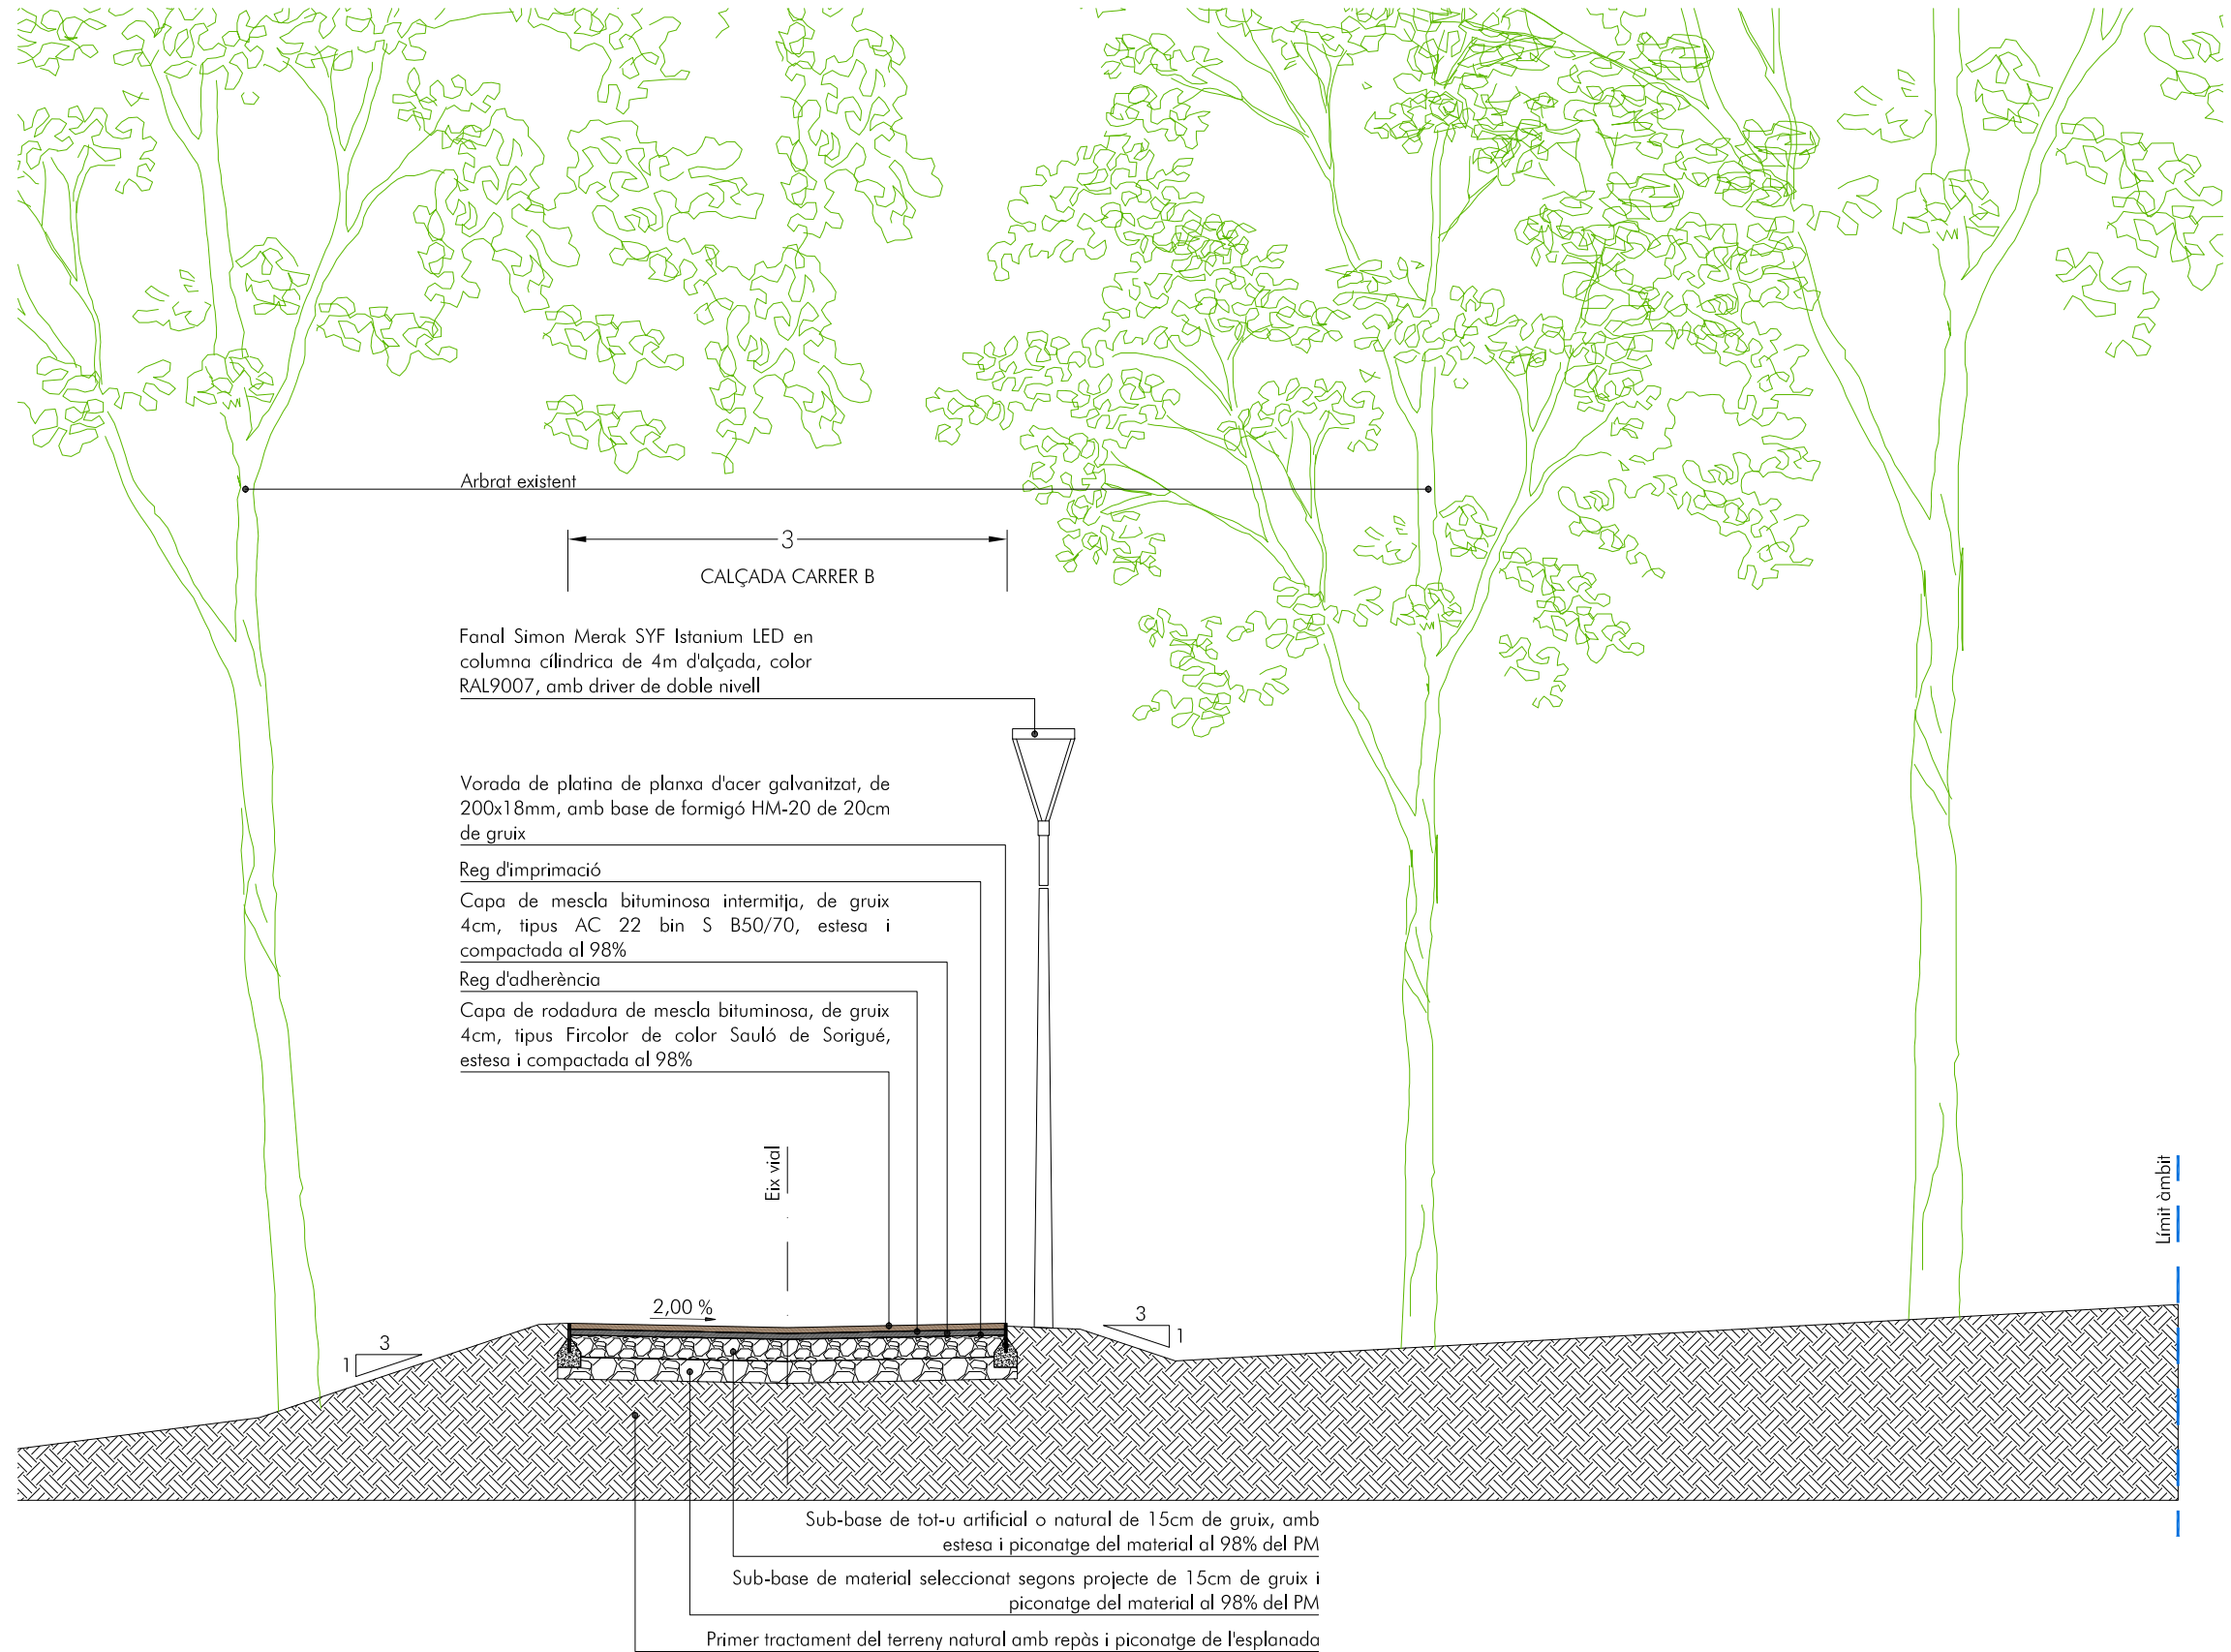 Arbrat existent
3
CALÇADA CARRER B
Fanal Simon Merak SYF Istanium LED en
columna cílindrica de 4m d'alçada, color
RAL9007, amb driver de doble nivell
Vorada de platina de planxa d'acer galvanitzat, de
200x18mm, amb base de formigó HM-20 de 20cm
de gruix
Reg d'imprimació
Capa de mescla bituminosa intermitja, de gruix
4cm, tipus AC 22 bin S B50/70, estesa i
compactada al 98%
Reg d'adherència
Capa de rodadura de mescla bituminosa, de gruix
4cm, tipus Fircolor de color Sauló de Sorigué,
estesa i compactada al 98%
Eix vial
Límit àmbit
2,00 %
3
1
3
1
Sub-base de tot-u artificial o natural de 15cm de gruix, amb
estesa i piconatge del material al 98% del PM
Sub-base de material seleccionat segons projecte de 15cm de gruix i
piconatge del material al 98% del PM
Primer tractament del terreny natural amb repàs i piconatge de l'esplanada